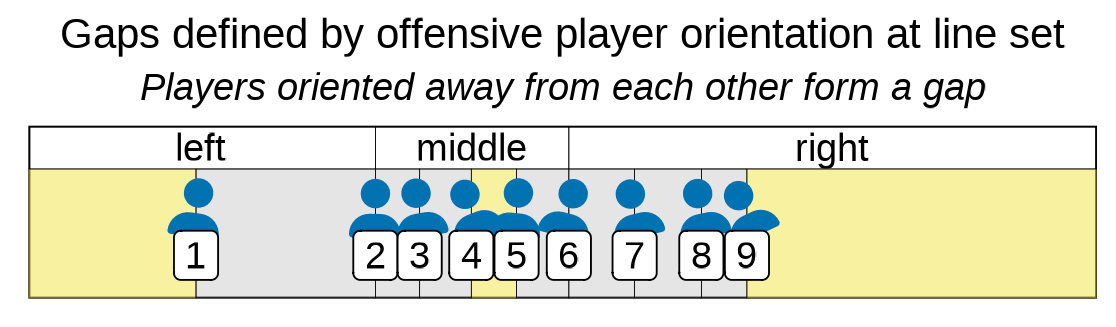 Gaps defined by offensive player orientation at line set
Players oriented away from each other form a gap
left middle right
1 2 3 4 5 6 7 8 9